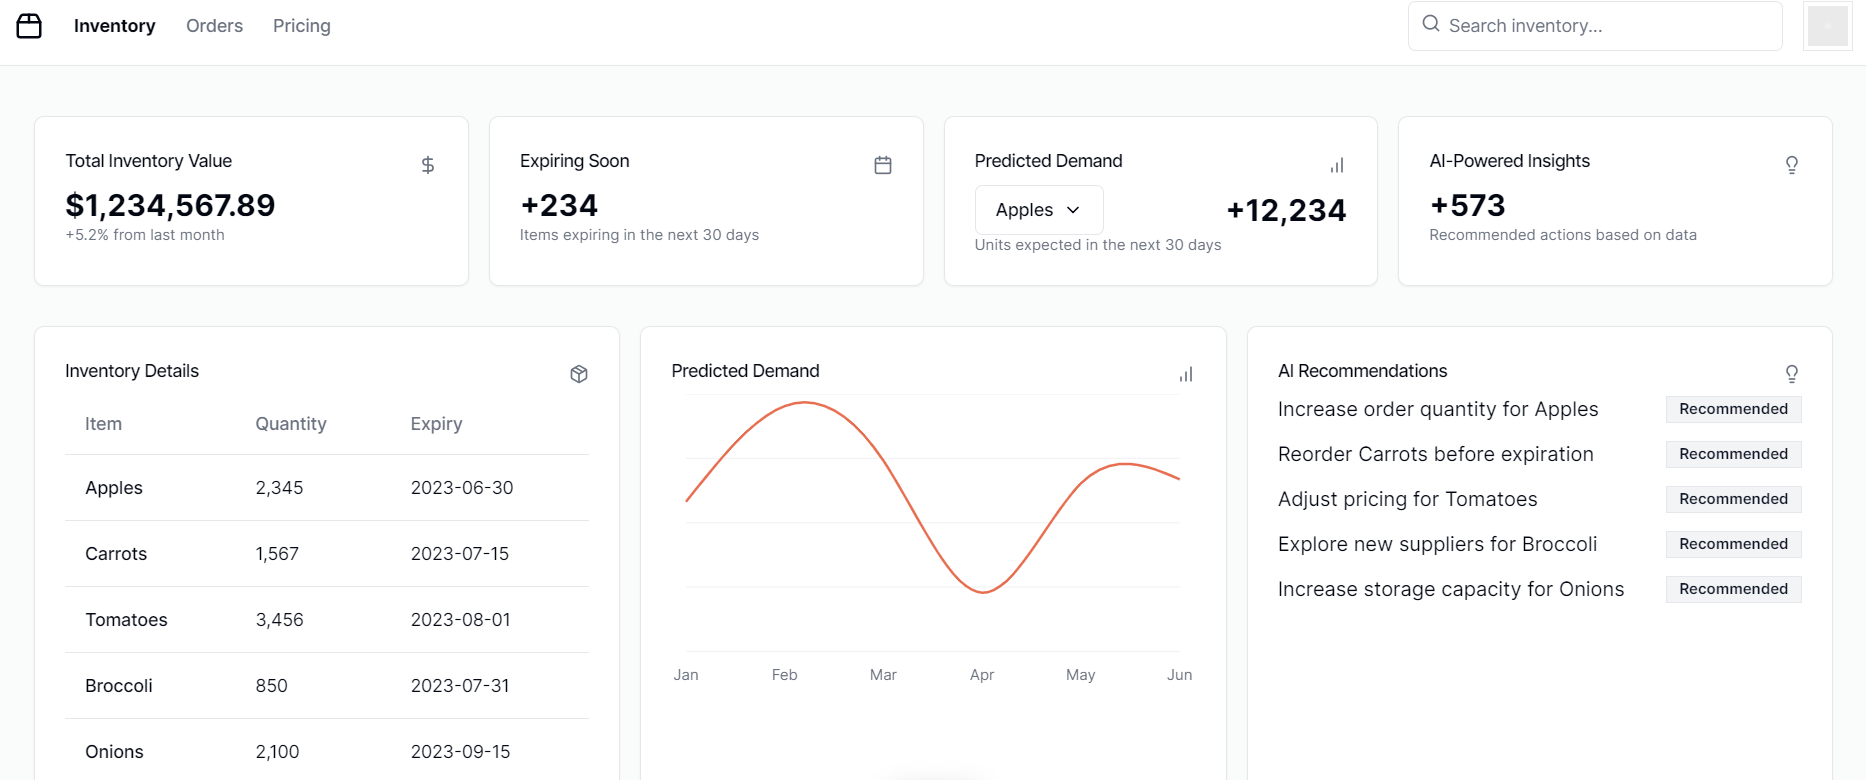 Inventory Orders Pricing Search inventory...
Total Inventory Value
$1,234,567.89
+5.2% from last month
Expiring Soon
+234
Items expiring in the next 30 days
Predicted Demand
Apples +12,234
Units expected in the next 30 days
AI-Powered Insights
+573
Recommended actions based on data
Inventory Details
Item Quantity Expiry
Apples 2,345 2023-06-30
Carrots 1,567 2023-07-15
Tomatoes 3,456 2023-08-01
Broccoli 850 2023-07-31
Onions 2,100 2023-09-15
Predicted Demand
Jan Feb Mar Apr May Jun
AI Recommendations
Increase order quantity for Apples Recommended
Reorder Carrots before expiration Recommended
Adjust pricing for Tomatoes Recommended
Explore new suppliers for Broccoli Recommended
Increase storage capacity for Onions Recommended